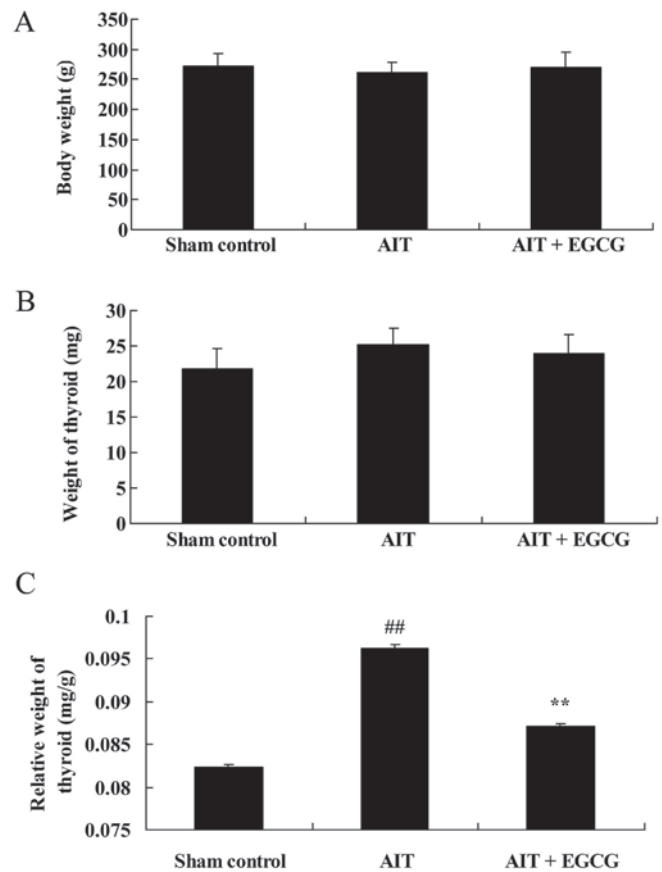 A
Body weight (g)
350
300
250
200
150
100
50
0
Sham control AIT AIT + EGCG
B
Weight of thyroid (mg)
30
25
20
15
10
5
0
Sham control AIT AIT + EGCG
C
Relative weight of
thyroid (mg/g)
0.1
0.095
0.09
0.085
0.08
0.075
##
**
Sham control AIT AIT + EGCG